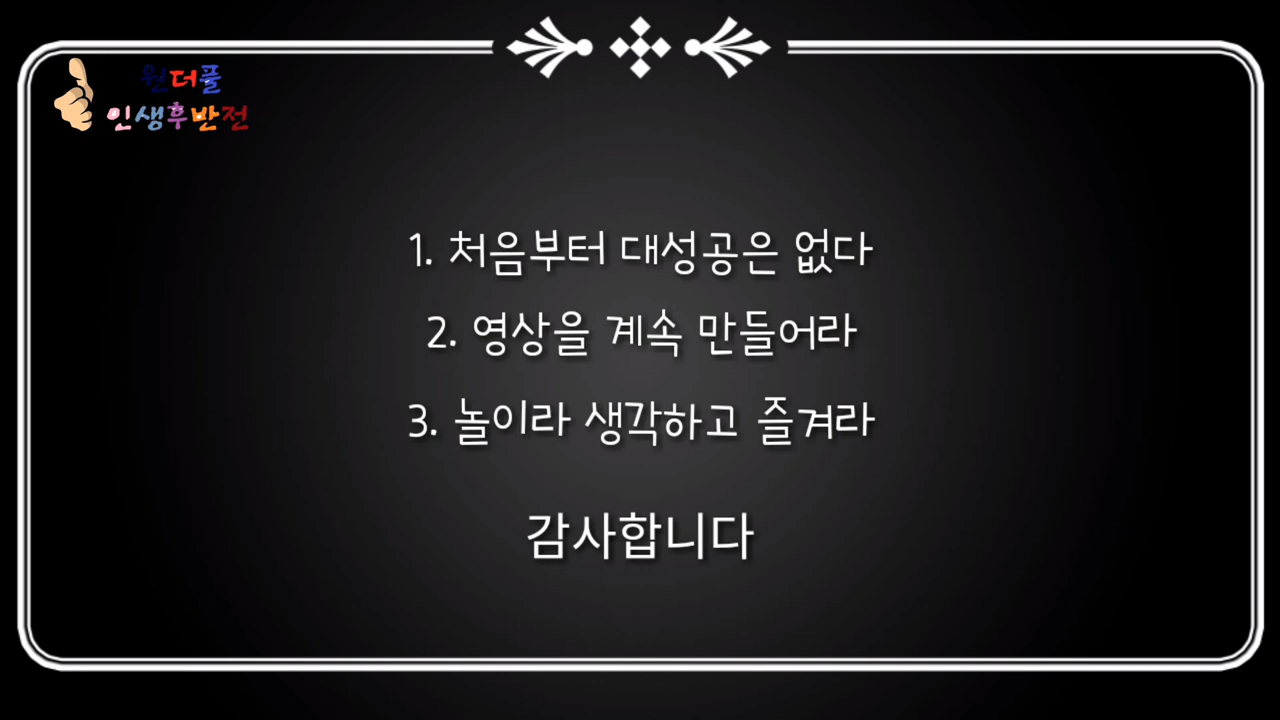 원더풀
인생후반전
1. 처음부터 대성공은 없다
2. 영상을 계속 만들어라
3. 놀이라 생각하고 즐겨라
감사합니다